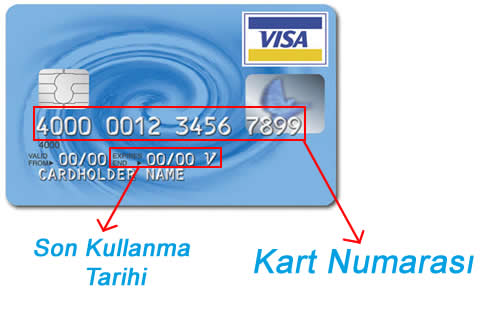 VISA
4000 0012 3456 7899
4000
VALID FROM 00/00 EXPIRES END 00/00 V
CARDHOLDER NAME
Son Kullanma
Tarihi
Kart Numarası